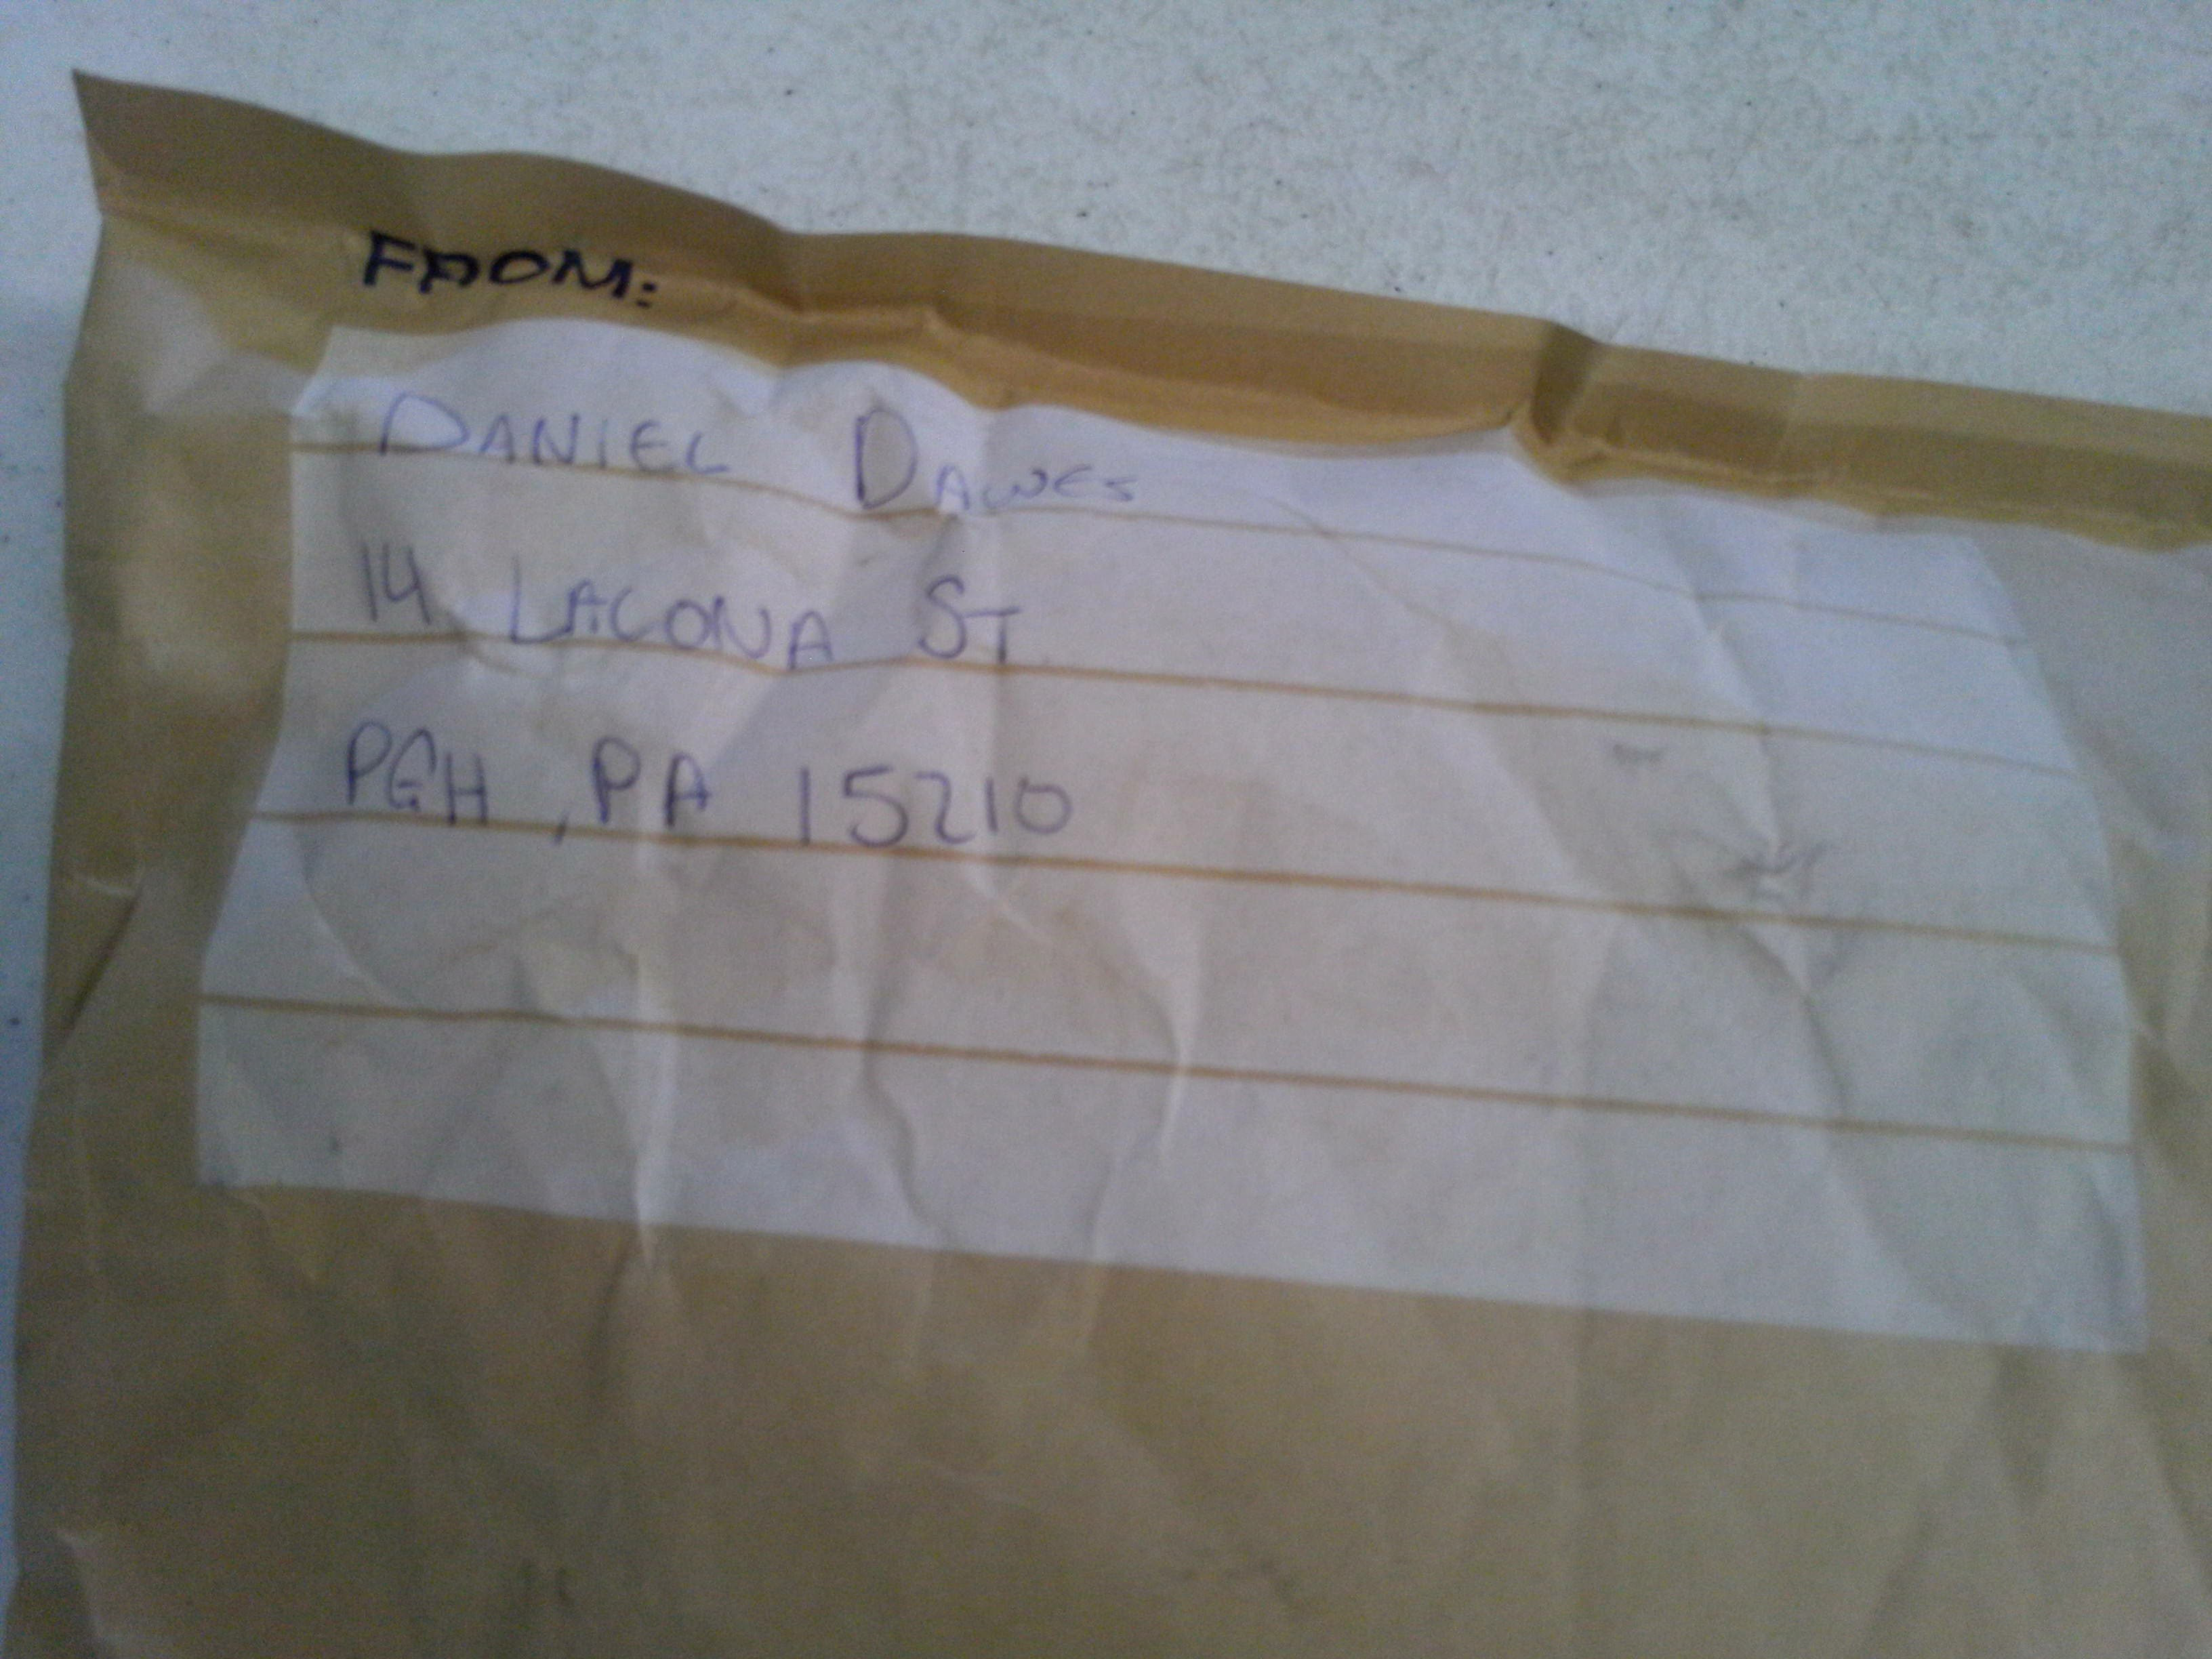 FROM:
DANIEL DAWES
14 LACONA ST
PGH, PA 15210